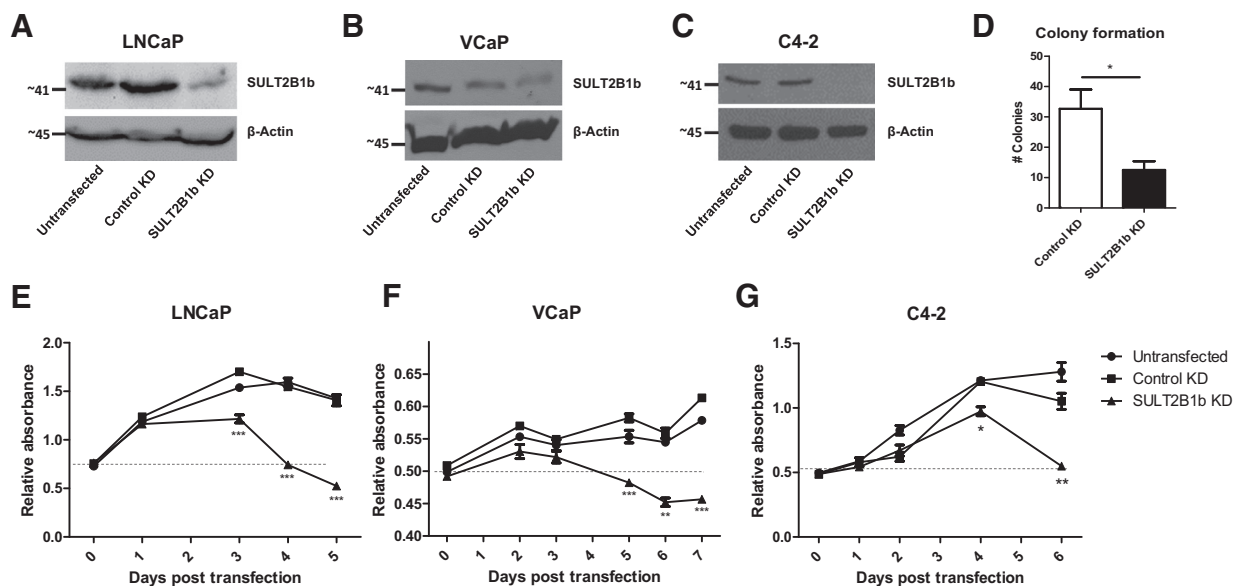 A
LNCaP
SULT2B1b
~41
β-Actin
~45
Untransfected
Control KD
SULT2B1b KD
B
VCaP
SULT2B1b
~41
β-Actin
~45
Untransfected
Control KD
SULT2B1b KD
C
C4-2
SULT2B1b
~41
β-Actin
~45
Untransfected
Control KD
SULT2B1b KD
D
Colony formation
# Colonies
50
40
30
20
10
0
*
Control KD
SULT2B1b KD
E
LNCaP
Relative absorbance
2.0
1.5
1.0
0.5
0.0
***
***
***
0 1 2 3 4 5
Days post transfection
F
VCaP
Relative absorbance
0.65
0.60
0.55
0.50
0.45
0.40
***
**
***
0 1 2 3 4 5 6 7
Days post transfection
G
C4-2
Relative absorbance
1.5
1.0
0.5
0.0
*
**
0 1 2 3 4 5 6
Days post transfection
Untransfected
Control KD
SULT2B1b KD